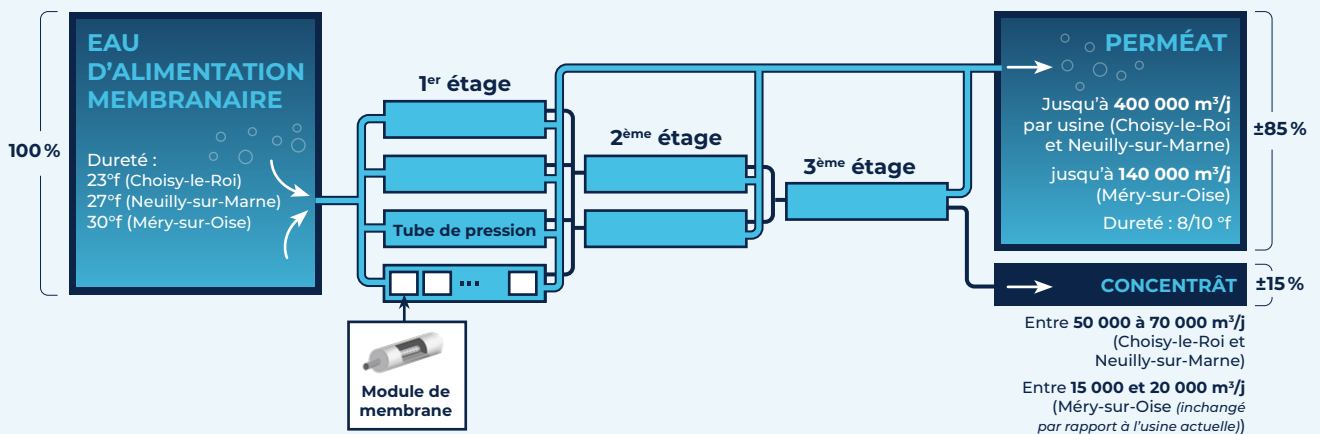 100 %
EAU
D’ALIMENTATION
MEMBRANAIRE
Dureté :
23°f (Choisy-le-Roi)
27°f (Neuilly-sur-Marne)
30°f (Méry-sur-Oise)
1er étage
Tube de pression
...
Module de
membrane
2ème étage
3ème étage
PERMÉAT
Jusqu’à 400 000 m³/j
par usine (Choisy-le-Roi
et Neuilly-sur-Marne)
jusqu’à 140 000 m³/j
(Méry-sur-Oise)
Dureté : 8/10 °f
±85 %
CONCENTRÂT
±15 %
Entre 50 000 à 70 000 m³/j
(Choisy-le-Roi et
Neuilly-sur-Marne)
Entre 15 000 et 20 000 m³/j
(Méry-sur-Oise (inchangé
par rapport à l’usine actuelle))